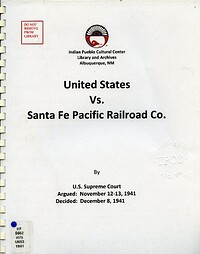 DO NOT
REMOVE
FROM
LIBRARY
Indian Pueblo Cultural Center
Library and Archives
Albuquerque, NM
United States
Vs.
Santa Fe Pacific Railroad Co.
By
U.S. Supreme Court
Argued: November 12-13, 1941
Decided: December 8, 1941
1941